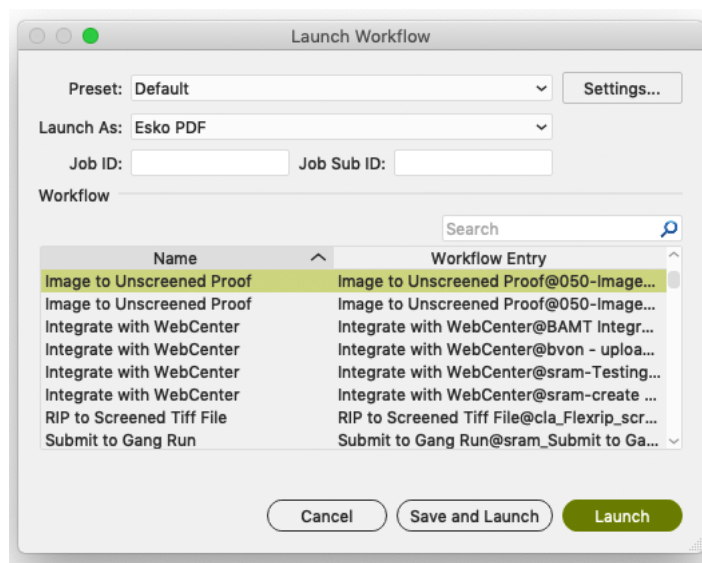 Launch Workflow
Preset: Default Settings...
Launch As: Esko PDF
Job ID: Job Sub ID:
Workflow
Search
Name Workflow Entry
Image to Unscreened Proof Image to Unscreened Proof@050-Image...
Image to Unscreened Proof Image to Unscreened Proof@050-Image...
Integrate with WebCenter Integrate with WebCenter@BAMT Integr...
Integrate with WebCenter Integrate with WebCenter@bvon - uploa...
Integrate with WebCenter Integrate with WebCenter@sram-Testing...
Integrate with WebCenter Integrate with WebCenter@sram-create ...
RIP to Screened Tiff File RIP to Screened Tiff File@cla_Flexrip_scr...
Submit to Gang Run Submit to Gang Run@sram_Submit to Ga...
Cancel Save and Launch Launch